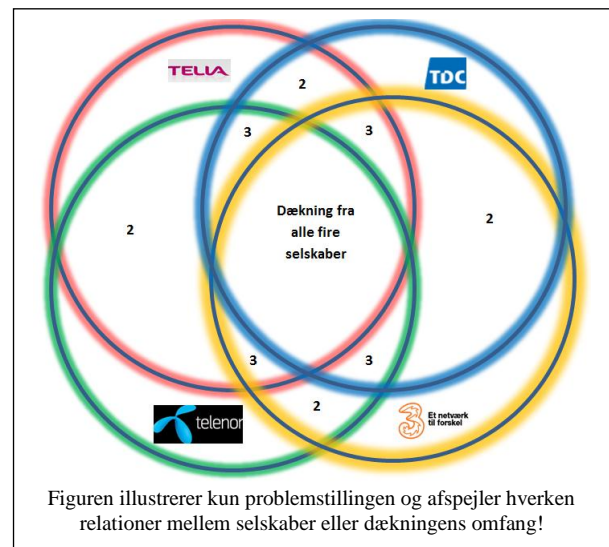 TELIA
2
TDC
3
3
Dækning fra
alle fire
selskaber
2
2
3
3
2
telenor
3
Et netværk
til forskel
Figuren illustrerer kun problemstillingen og afspejler hverken
relationer mellem selskaber eller dækningens omfang!